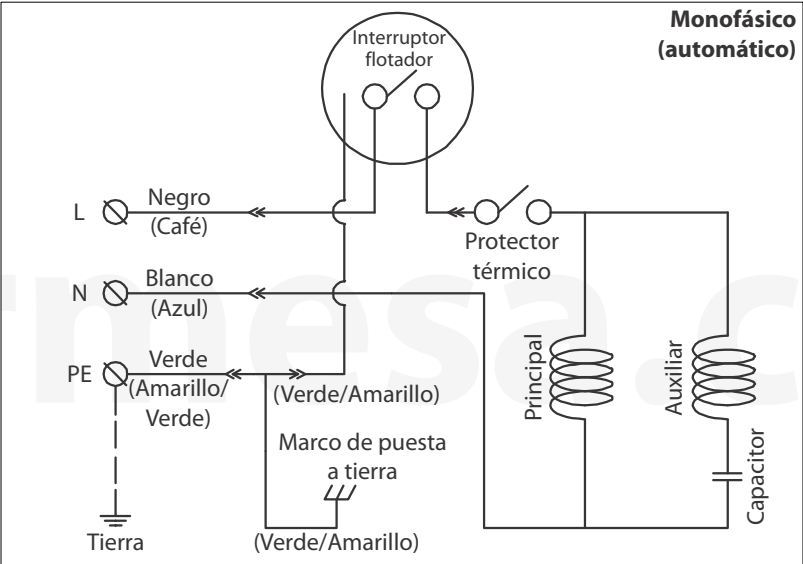 Monofásico
(automático)
Interruptor
flotador
L
Negro
(Café)
Protector
térmico
N
Blanco
(Azul)
PE
Verde
(Amarillo/
Verde)
(Verde/Amarillo)
Principal
Auxiliar
Capacitor
Marco de puesta
a tierra
Tierra
(Verde/Amarillo)
rmesa.c